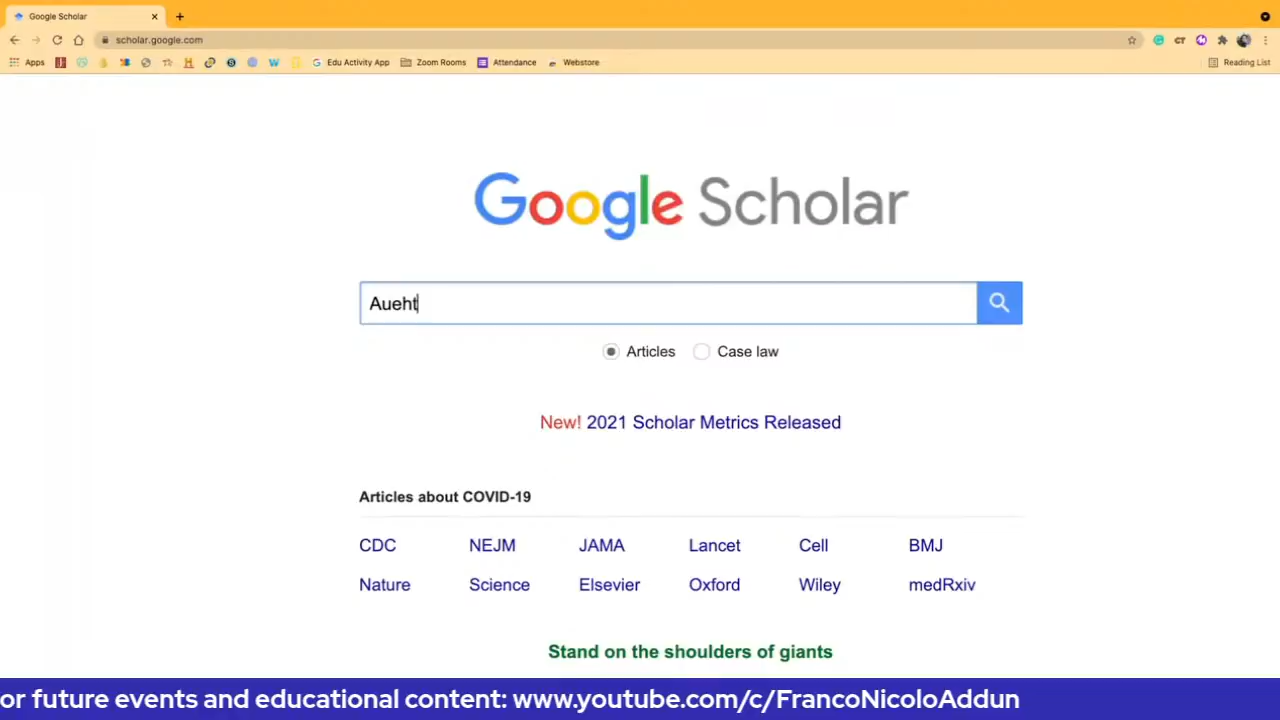 Google Scholar
scholar.google.com
Apps
Edu Activity App
Zoom Rooms
Attendance
Webstore
Reading List
Google Scholar
Aueht
Articles
Case law
New! 2021 Scholar Metrics Released
Articles about COVID-19
CDC NEJM JAMA Lancet Cell BMJ
Nature Science Elsevier Oxford Wiley medRxiv
Stand on the shoulders of giants
or future events and educational content: www.youtube.com/c/FrancoNicoloAddun